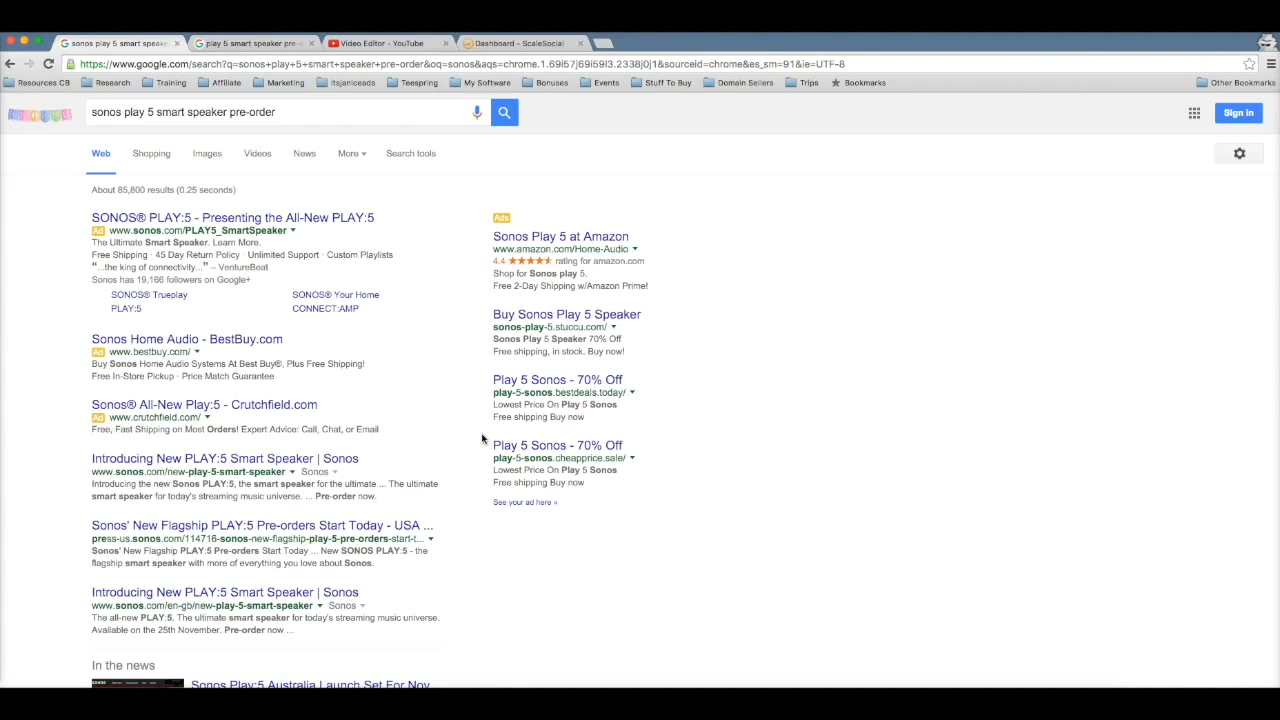 sonos play 5 smart speake
play 5 smart speaker pre-o
Video Editor - YouTube
Dashboard - ScaleSocial
https://www.google.com/search?q=sonos+play+5+smart+speaker+pre-order&oq=sonos&aqs=chrome.1.69i57j69i59l3.2338j0j1&sourceid=chrome&es_sm=91&ie=UTF-8
Resources CB
Research
Training
Affiliate
Marketing
itsjaniceads
Teespring
My Software
Bonuses
Events
Stuff To Buy
Domain Sellers
Trips
Bookmarks
Other Bookmarks
sonos play 5 smart speaker pre-order
Sign in
Web
Shopping
Images
Videos
News
More
Search tools
About 85,800 results (0.25 seconds)
SONOS® PLAY:5 - Presenting the All-New PLAY:5
Ad www.sonos.com/PLAY5_SmartSpeaker
The Ultimate Smart Speaker. Learn More.
Free Shipping · 45 Day Return Policy · Unlimited Support · Custom Playlists
“...the king of connectivity...” – VentureBeat
Sonos has 19,166 followers on Google+
SONOS® Trueplay
SONOS® Your Home
PLAY:5
CONNECT:AMP
Sonos Home Audio - BestBuy.com
Ad www.bestbuy.com/
Buy Sonos Home Audio Systems At Best Buy®, Plus Free Shipping!
Free In-Store Pickup · Price Match Guarantee
Sonos® All-New Play:5 - Crutchfield.com
Ad www.crutchfield.com/
Free, Fast Shipping on Most Orders! Expert Advice: Call, Chat, or Email
Introducing New PLAY:5 Smart Speaker | Sonos
www.sonos.com/new-play-5-smart-speaker Sonos
Introducing the new Sonos PLAY:5, the smart speaker for the ultimate ... The ultimate
smart speaker for today's streaming music universe. ... Pre-order now.
Sonos' New Flagship PLAY:5 Pre-orders Start Today - USA ...
press-us.sonos.com/114716-sonos-new-flagship-play-5-pre-orders-start-t...
Sonos' New Flagship PLAY:5 Pre-orders Start Today ... New SONOS PLAY:5 - the
flagship smart speaker with more of everything you love about Sonos.
Introducing New PLAY:5 Smart Speaker | Sonos
www.sonos.com/en-gb/new-play-5-smart-speaker Sonos
The all-new PLAY:5. The ultimate smart speaker for today's streaming music universe.
Available on the 25th November. Pre-order now ...
In the news
Sonos Play:5 Australia Launch Set For Nov
Ads
Sonos Play 5 at Amazon
www.amazon.com/Home-Audio
4.4 rating for amazon.com
Shop for Sonos play 5.
Free 2-Day Shipping w/Amazon Prime!
Buy Sonos Play 5 Speaker
sonos-play-5.stuccu.com/
Sonos Play 5 Speaker 70% Off
Free shipping, in stock. Buy now!
Play 5 Sonos - 70% Off
play-5-sonos.bestdeals.today/
Lowest Price On Play 5 Sonos
Free shipping Buy now
Play 5 Sonos - 70% Off
play-5-sonos.cheapprice.sale/
Lowest Price On Play 5 Sonos
Free shipping Buy now
See your ad here »